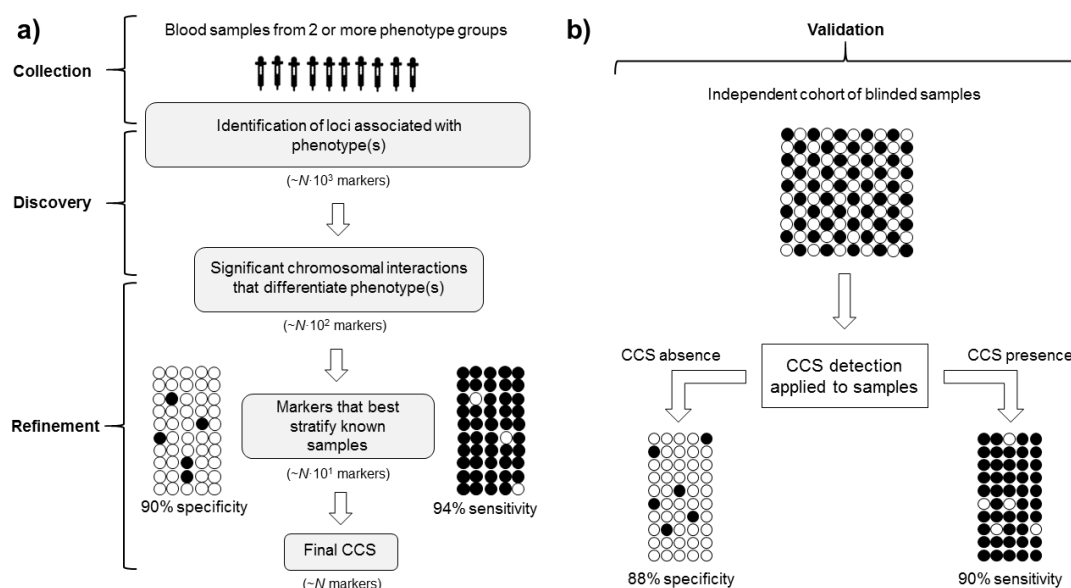 a)
Collection
Blood samples from 2 or more phenotype groups
Identification of loci associated with
phenotype(s)
(~N·10³ markers)
Discovery
Significant chromosomal interactions
that differentiate phenotype(s)
(~N·10² markers)
Refinement
Markers that best
stratify known
samples
(~N·10¹ markers)
90% specificity
94% sensitivity
Final CCS
(~N markers)
b)
Validation
Independent cohort of blinded samples
CCS absence
CCS detection
applied to samples
CCS presence
88% specificity
90% sensitivity